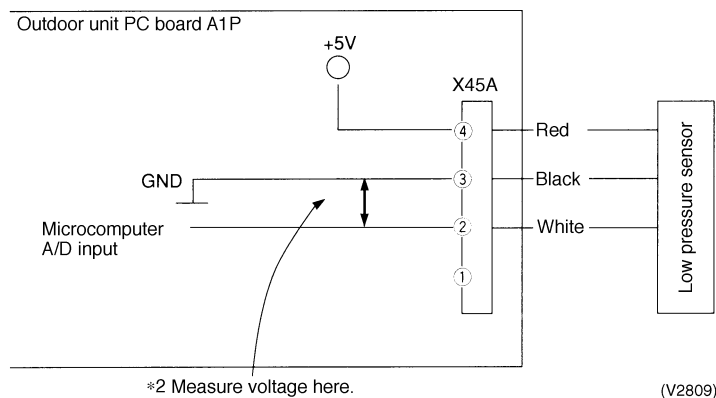 Outdoor unit PC board A1P
+5V
X45A
④
Red
GND
③
Black
Microcomputer
A/D input
②
White
①
Low pressure sensor
*2 Measure voltage here.
(V2809)